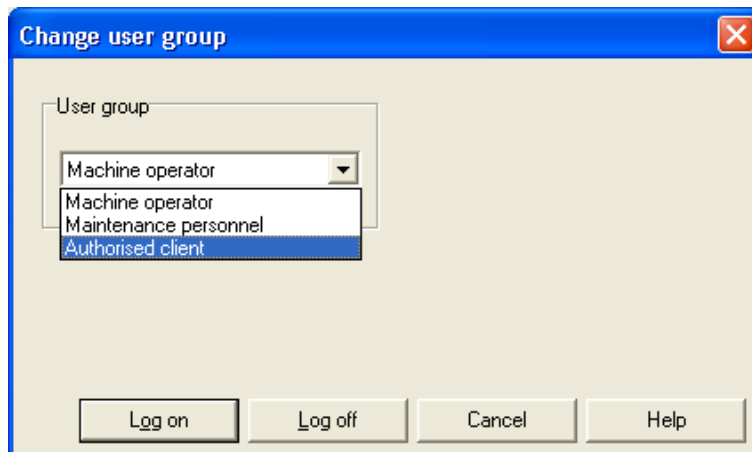 Change user group
User group
Machine operator
Machine operator
Maintenance personnel
Authorised client
Log on Log off Cancel Help